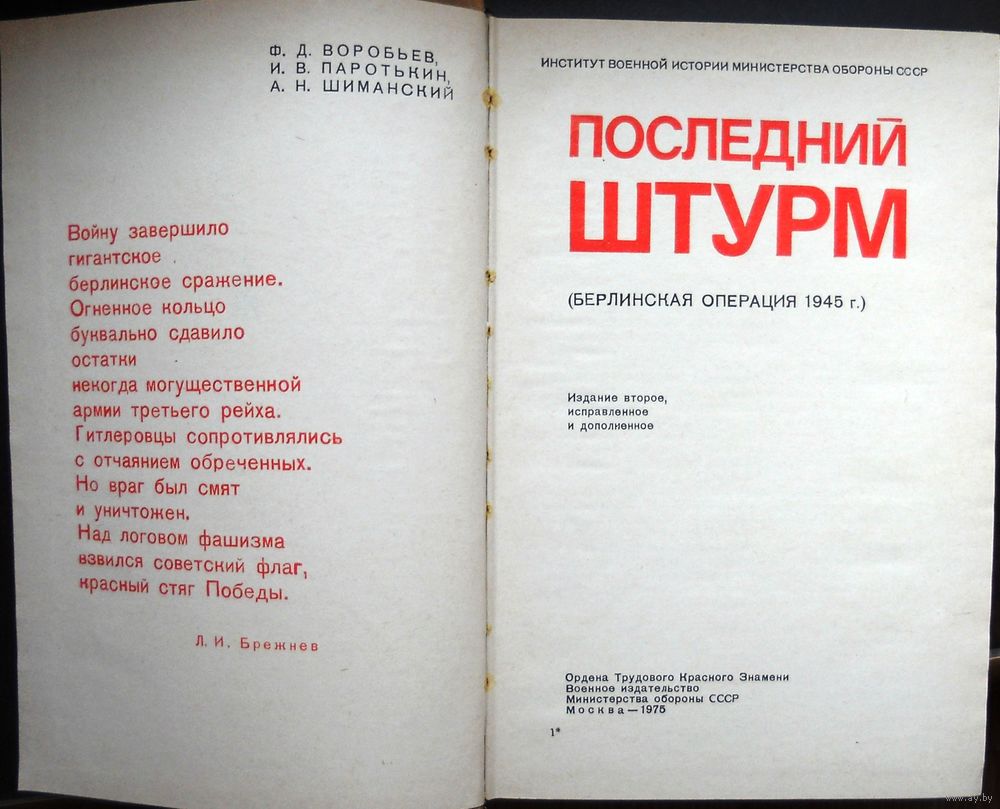 Ф. Д. ВОРОБЬЕВ,
И. В. ПАРОТЬКИН,
А. Н. ШИМАНСКИЙ
Войну завершило
гигантское
берлинское сражение.
Огненное кольцо
буквально сдавило
остатки
некогда могущественной
армии третьего рейха.
Гитлеровцы сопротивлялись
с отчаянием обреченных.
Но враг был смят
и уничтожен.
Над логовом фашизма
взвился советский флаг,
красный стяг Победы.
Л. И. Брежнев
ИНСТИТУТ ВОЕННОЙ ИСТОРИИ МИНИСТЕРСТВА ОБОРОНЫ СССР
ПОСЛЕДНИЙ
ШТУРМ
(БЕРЛИНСКАЯ ОПЕРАЦИЯ 1945 г.)
Издание второе,
исправленное
и дополненное
Ордена Трудового Красного Знамени
Военное издательство
Министерства обороны СССР
Москва — 1975
1*
www.ay.by